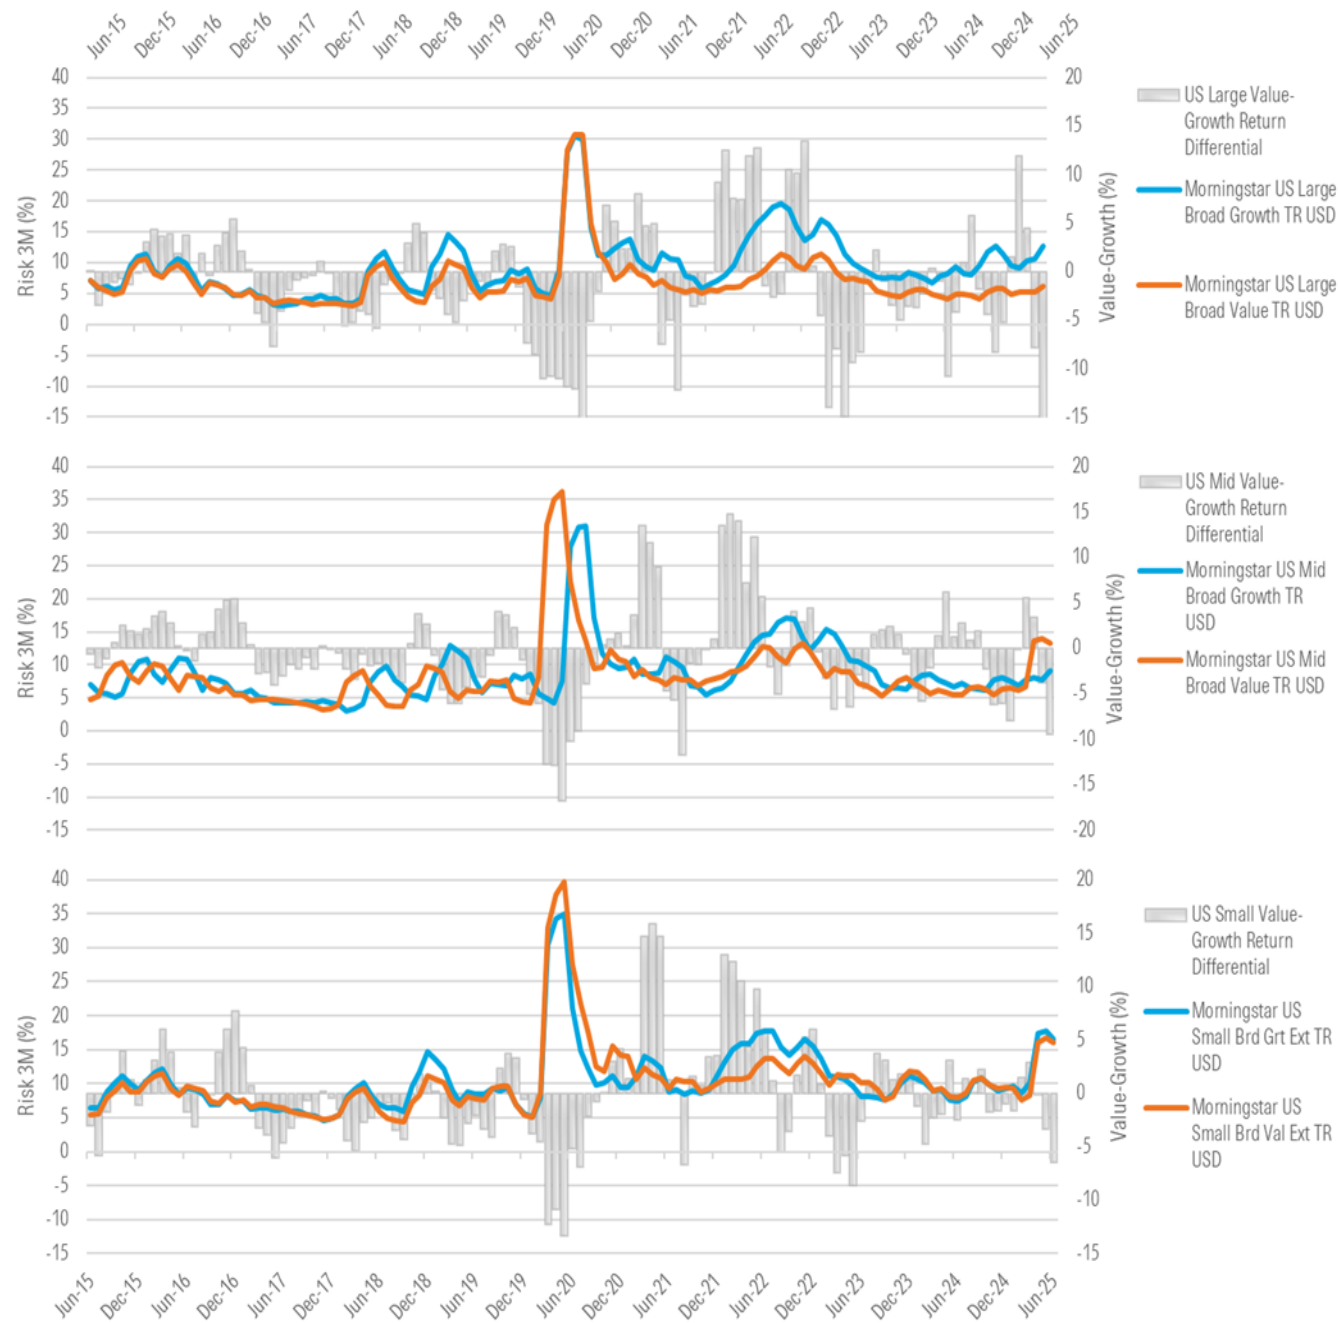 Jun-15 Dec-15 Jun-16 Dec-16 Jun-17 Dec-17 Jun-18 Dec-18 Jun-19 Dec-19 Jun-20 Dec-20 Jun-21 Dec-21 Jun-22 Dec-22 Jun-23 Dec-23 Jun-24 Dec-24 Jun-25
40
35
30
25
20
15
10
5
0
-5
-10
-15
Risk 3M (%)
20
15
10
5
0
-5
-10
-15
Value-Growth (%)
US Large Value-
Growth Return
Differential
Morningstar US Large
Broad Growth TR USD
Morningstar US Large
Broad Value TR USD
40
35
30
25
20
15
10
5
0
-5
-10
-15
Risk 3M (%)
20
15
10
5
0
-5
-10
-15
-20
Value-Growth (%)
US Mid Value-
Growth Return
Differential
Morningstar US Mid
Broad Growth TR
USD
Morningstar US Mid
Broad Value TR USD
40
35
30
25
20
15
10
5
0
-5
-10
-15
Risk 3M (%)
20
15
10
5
0
-5
-10
-15
Value-Growth (%)
US Small Value-
Growth Return
Differential
Morningstar US
Small Brd Grt Ext TR
USD
Morningstar US
Small Brd Val Ext TR
USD
Jun-15 Dec-15 Jun-16 Dec-16 Jun-17 Dec-17 Jun-18 Dec-18 Jun-19 Dec-19 Jun-20 Dec-20 Jun-21 Dec-21 Jun-22 Dec-22 Jun-23 Dec-23 Jun-24 Dec-24 Jun-25